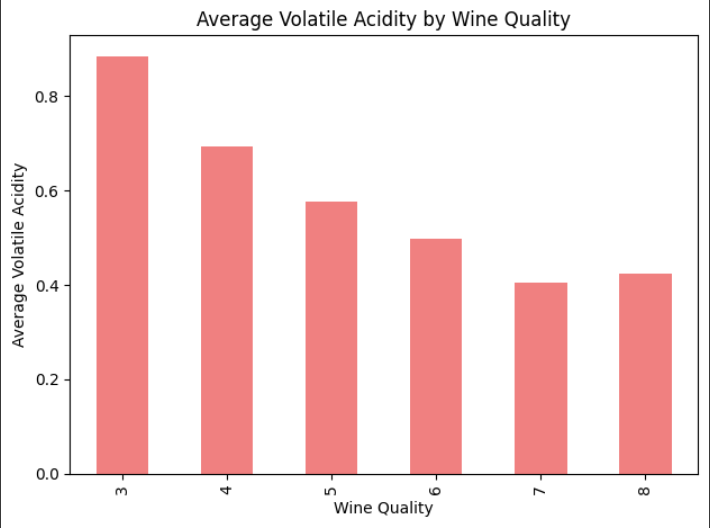 Average Volatile Acidity by Wine Quality
Average Volatile Acidity
0.8
0.6
0.4
0.2
0.0
3 4 5 6 7 8
Wine Quality